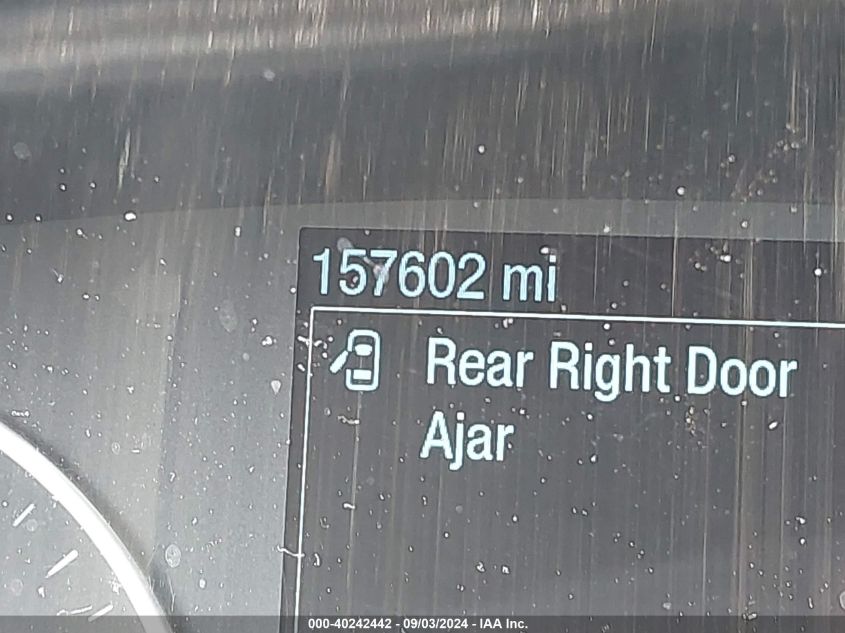 157602 mi
Rear Right Door
Ajar
000-40242442 - 09/03/2024 - IAA Inc.